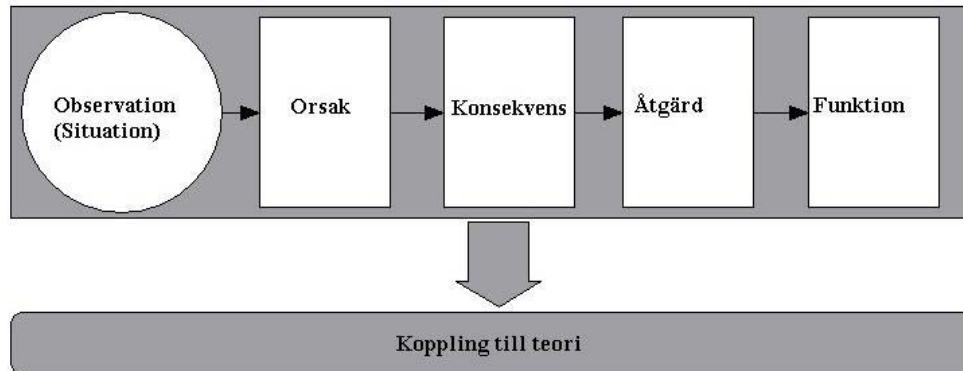 Observation
(Situation)
Orsak
Konsekvens
Åtgärd
Funktion
Koppling till teori